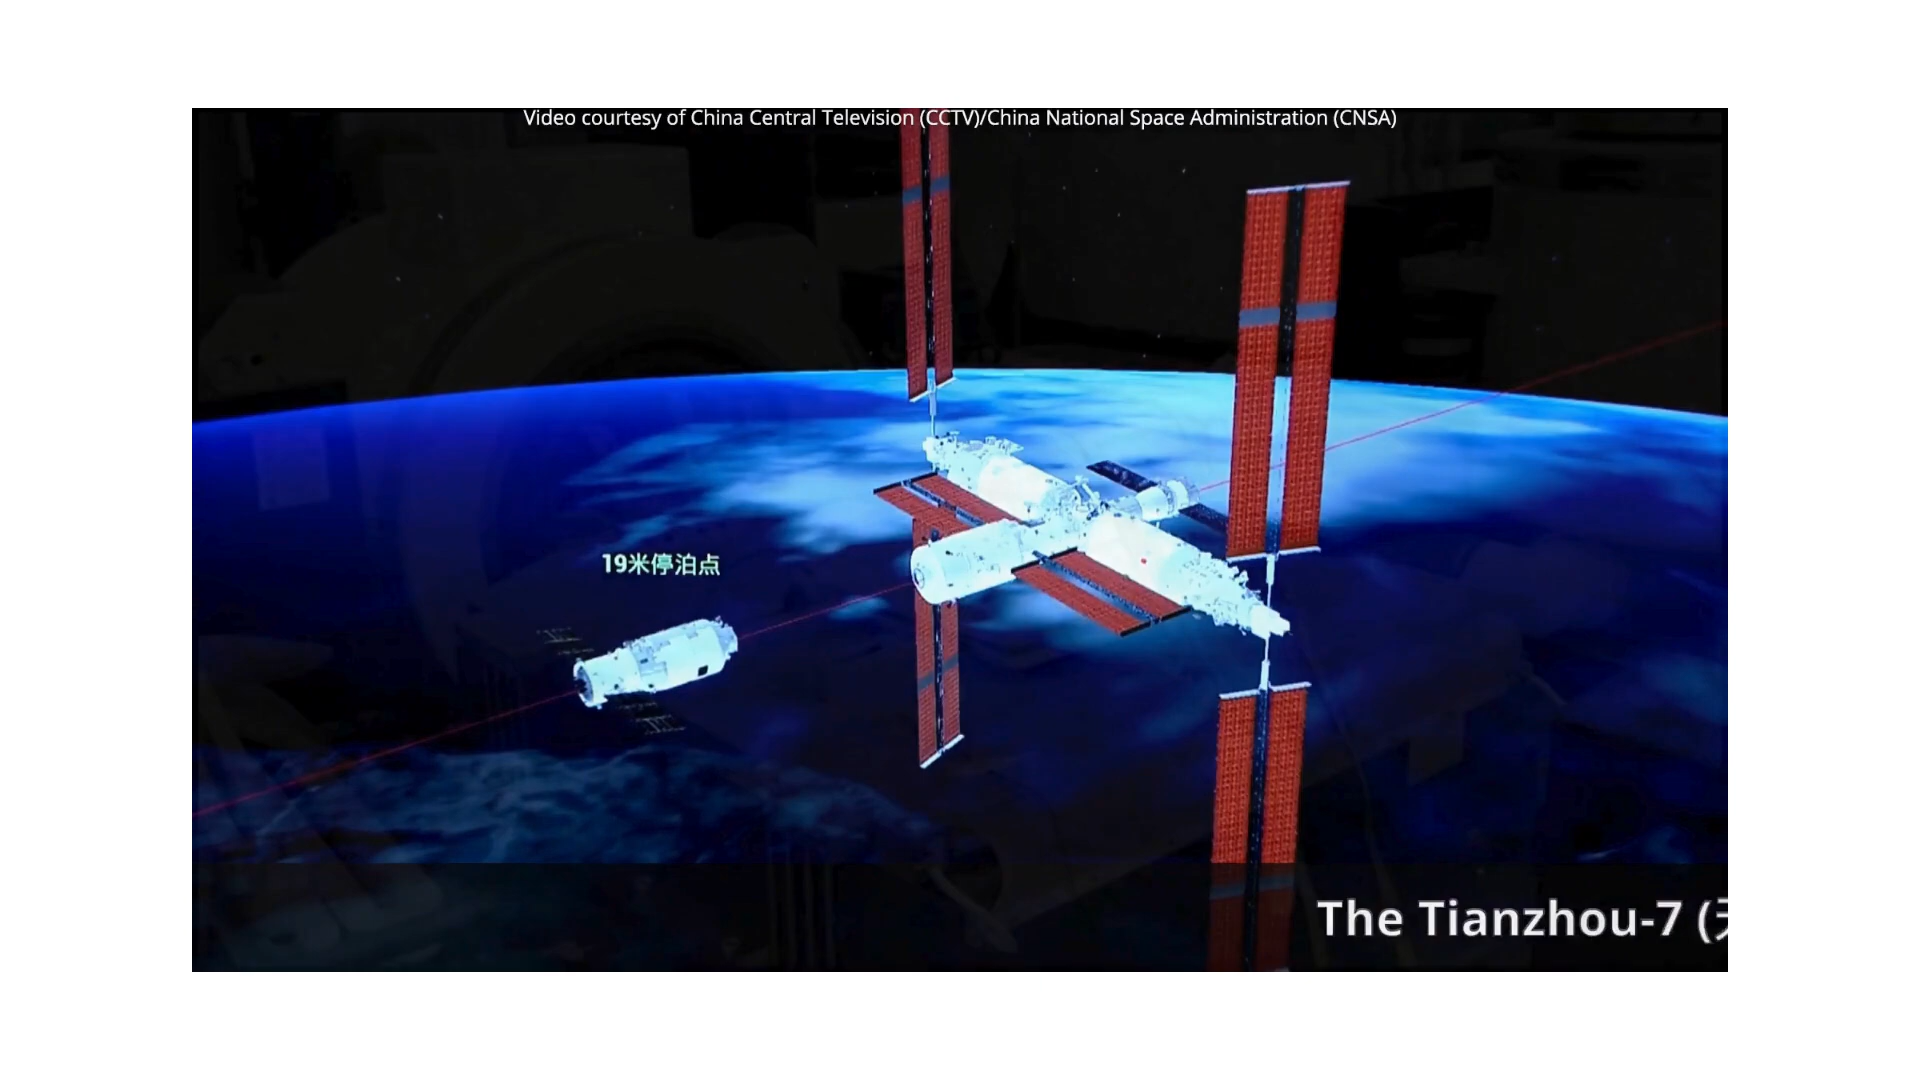 Video courtesy of China Central Television (CCTV)/China National Space Administration (CNSA)
19米停泊点
The Tianzhou-7 (